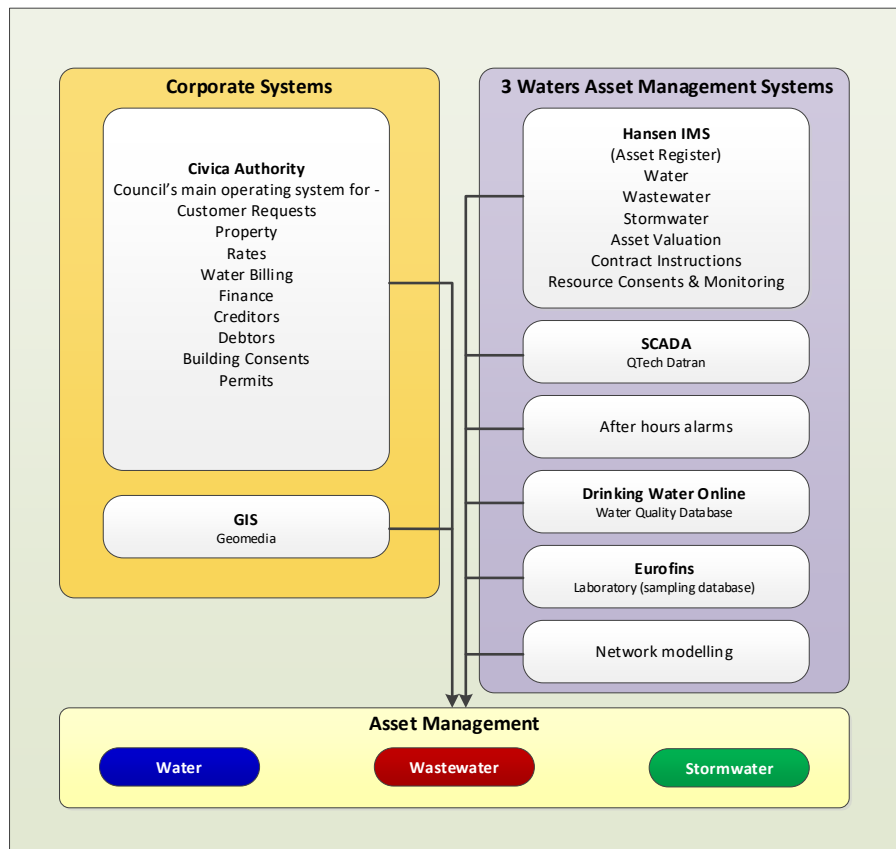 Corporate Systems
Civica Authority
Council's main operating system for -
Customer Requests
Property
Rates
Water Billing
Finance
Creditors
Debtors
Building Consents
Permits
GIS
Geomedia
3 Waters Asset Management Systems
Hansen IMS
(Asset Register)
Water
Wastewater
Stormwater
Asset Valuation
Contract Instructions
Resource Consents & Monitoring
SCADA
QTech Datran
After hours alarms
Drinking Water Online
Water Quality Database
Eurofins
Laboratory (sampling database)
Network modelling
Asset Management
Water
Wastewater
Stormwater